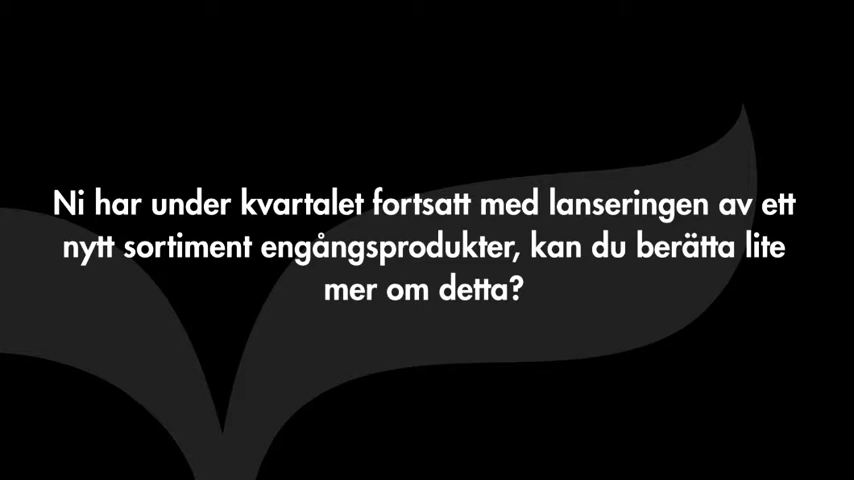 Ni har under kvartalet fortsatt med lanseringen av ett
nytt sortiment engångsprodukter, kan du berätta lite
mer om detta?